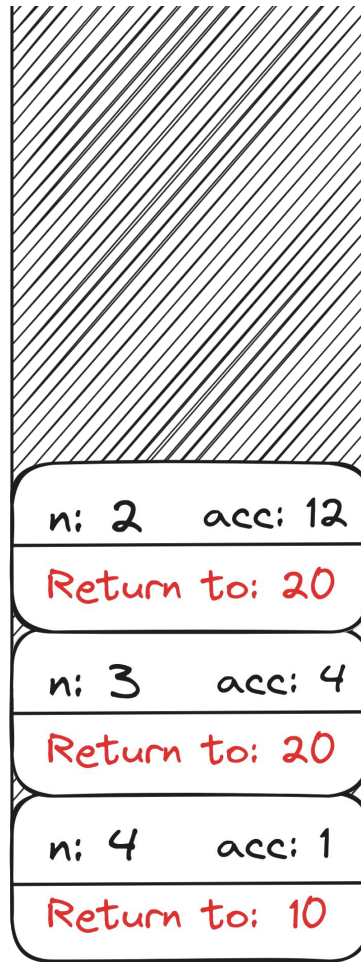 n: 2 acc: 12
Return to: 20
n: 3 acc: 4
Return to: 20
n: 4 acc: 1
Return to: 10